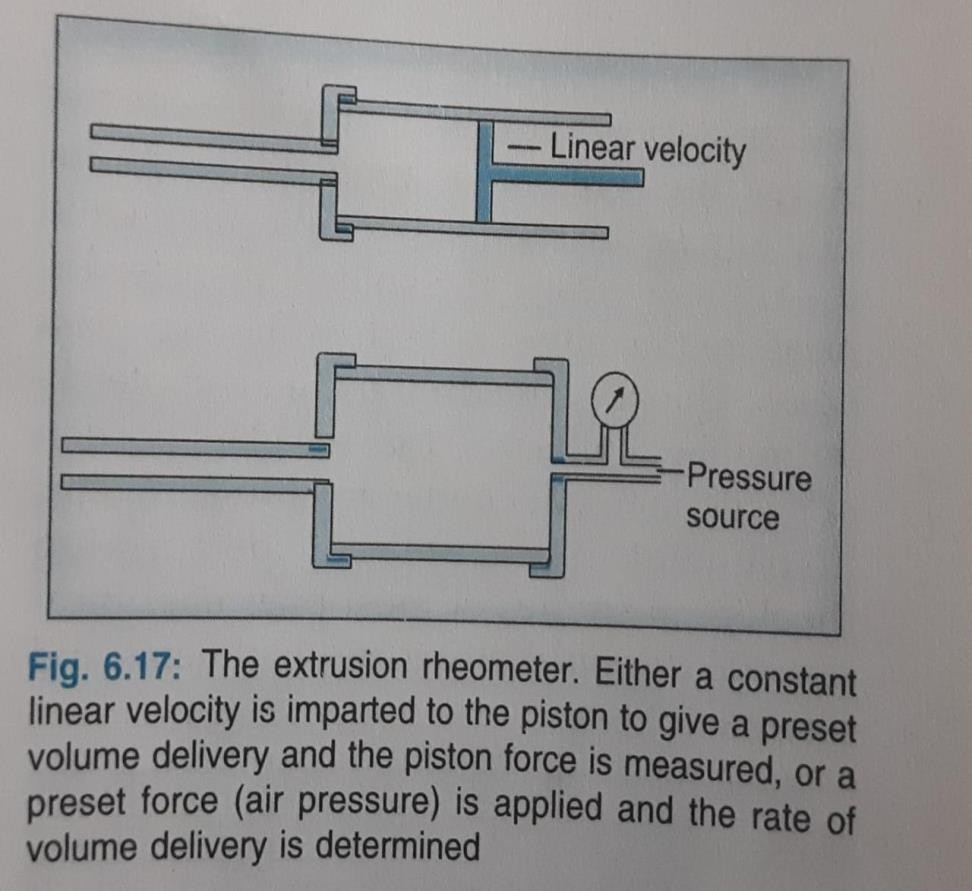 — Linear velocity
Pressure
source
Fig. 6.17: The extrusion rheometer. Either a constant
linear velocity is imparted to the piston to give a preset
volume delivery and the piston force is measured, or a
preset force (air pressure) is applied and the rate of
volume delivery is determined